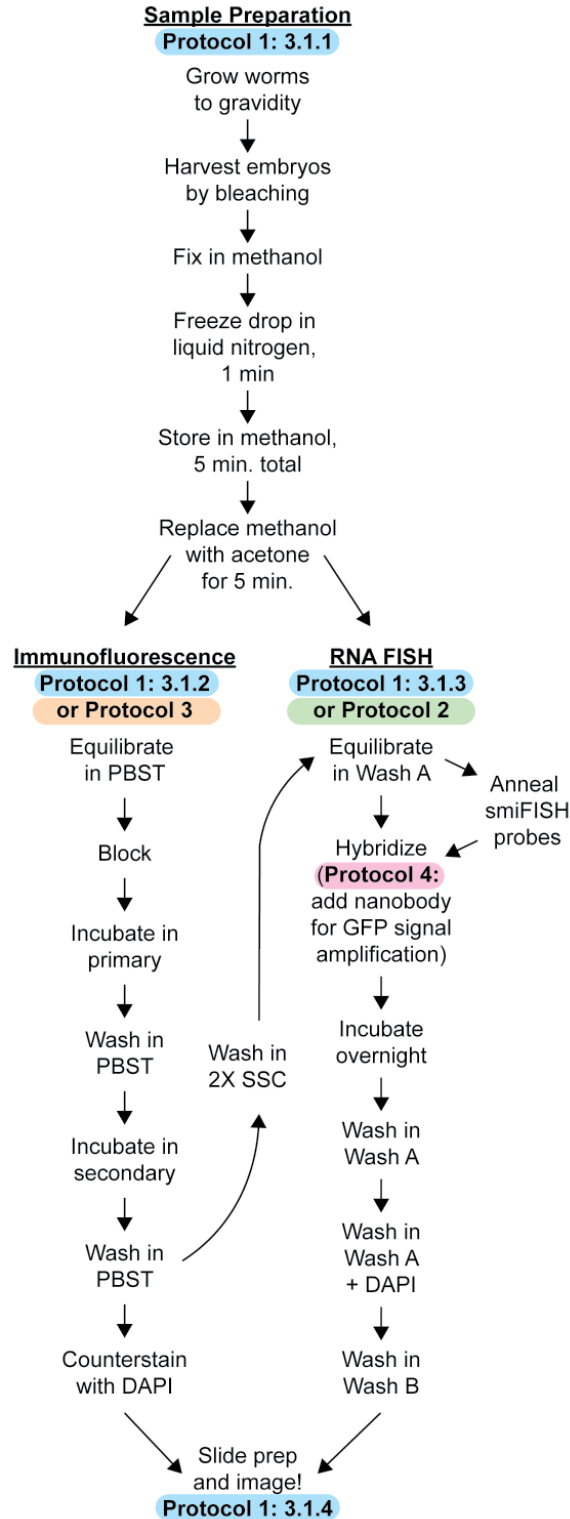 Sample Preparation
Protocol 1: 3.1.1
Grow worms
to gravidity
Harvest embryos
by bleaching
Fix in methanol
Freeze drop in
liquid nitrogen,
1 min
Store in methanol,
5 min. total
Replace methanol
with acetone
for 5 min.
Immunofluorescence
Protocol 1: 3.1.2
or Protocol 3
Equilibrate
in PBST
Block
Incubate in
primary
Wash in
PBST
Incubate in
secondary
Wash in
PBST
Counterstain
with DAPI
Wash in
2X SSC
RNA FISH
Protocol 1: 3.1.3
or Protocol 2
Equilibrate
in Wash A
Anneal
smiFISH
probes
Hybridize
(Protocol 4:
add nanobody
for GFP signal
amplification)
Incubate
overnight
Wash in
Wash A
Wash in
Wash A
+ DAPI
Wash in
Wash B
Slide prep
and image!
Protocol 1: 3.1.4